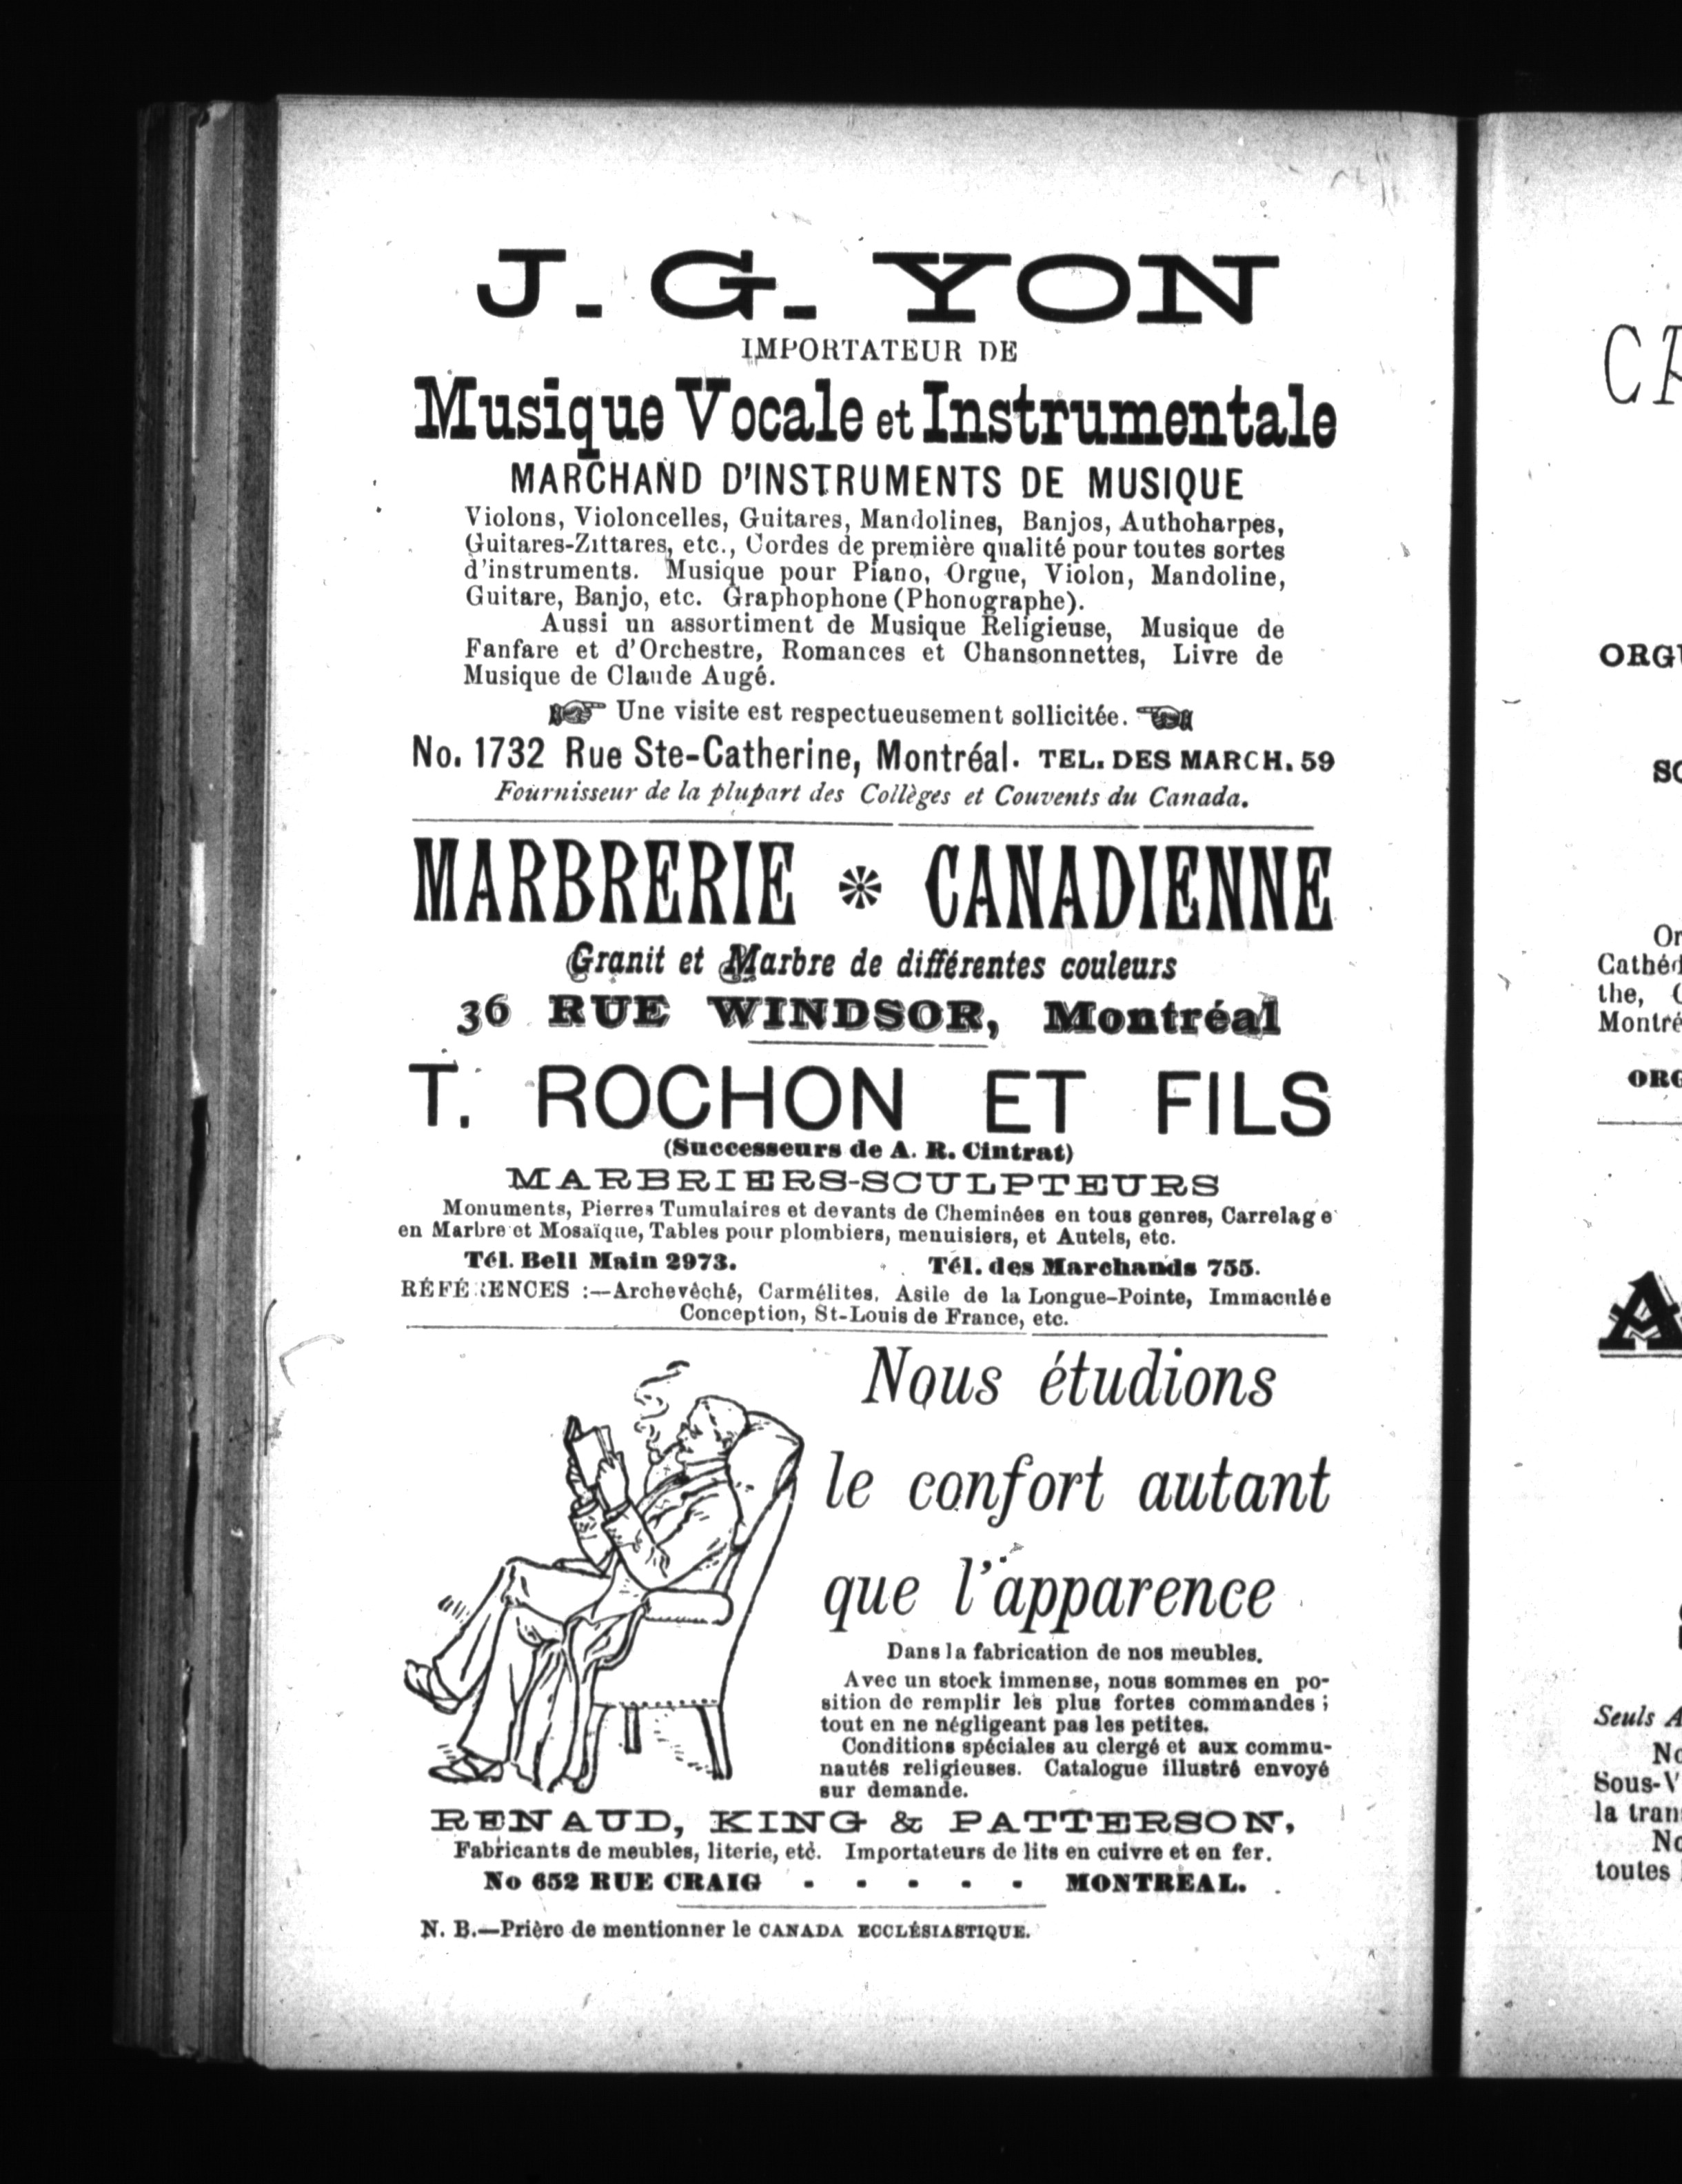 J. G. YON
IMPORTATEUR DE
Musique Vocale et Instrumentale
MARCHAND D'INSTRUMENTS DE MUSIQUE
Violons, Violoncelles, Guitares, Mandolines, Banjos, Authoharpes,
Guitares-Zittares, etc., Cordes de première qualité pour toutes sortes
d'instruments. Musique pour Piano, Orgue, Violon, Mandoline,
Guitare, Banjo, etc. Graphophone (Phonographe).
Aussi un assortiment de Musique Religieuse, Musique de
Fanfare et d'Orchestre, Romances et Chansonnettes, Livre de
Musique de Claude Augé.
Une visite est respectueusement sollicitée.
No. 1732 Rue Ste-Catherine, Montréal. TEL. DES MARCH. 59
Fournisseur de la plupart des Collèges et Couvents du Canada.
MARBRERIE CANADIENNE
Granit et Marbre de différentes couleurs
36 RUE WINDSOR, Montréal
T. ROCHON ET FILS
(Successeurs de A. R. Cintrat)
MARBRIERS-SCULPTEURS
Monuments, Pierres Tumulaires et devants de Cheminées en tous genres, Carrelage
en Marbre et Mosaïque, Tables pour plombiers, menuisiers, et Autels, etc.
Tél. Bell Main 2973. Tél. des Marchands 755.
RÉFÉRENCES :—Archevêché, Carmélites, Asile de la Longue-Pointe, Immaculée
Conception, St-Louis de France, etc.
Nous étudions
le confort autant
que l'apparence
Dans la fabrication de nos meubles.
Avec un stock immense, nous sommes en po-
sition de remplir les plus fortes commandes ;
tout en ne négligeant pas les petites.
Conditions spéciales au clergé et aux commu-
nautés religieuses. Catalogue illustré envoyé
sur demande.
RENAUD, KING & PATTERSON,
Fabricants de meubles, literie, etc. Importateurs de lits en cuivre et en fer.
No 652 RUE CRAIG - - - - - MONTREAL.
N. B.—Prière de mentionner le CANADA ECCLÉSIASTIQUE.
ORG
Cathéd
the,
Montré
ORG
Seuls A
Sous-V
la tran
toutes